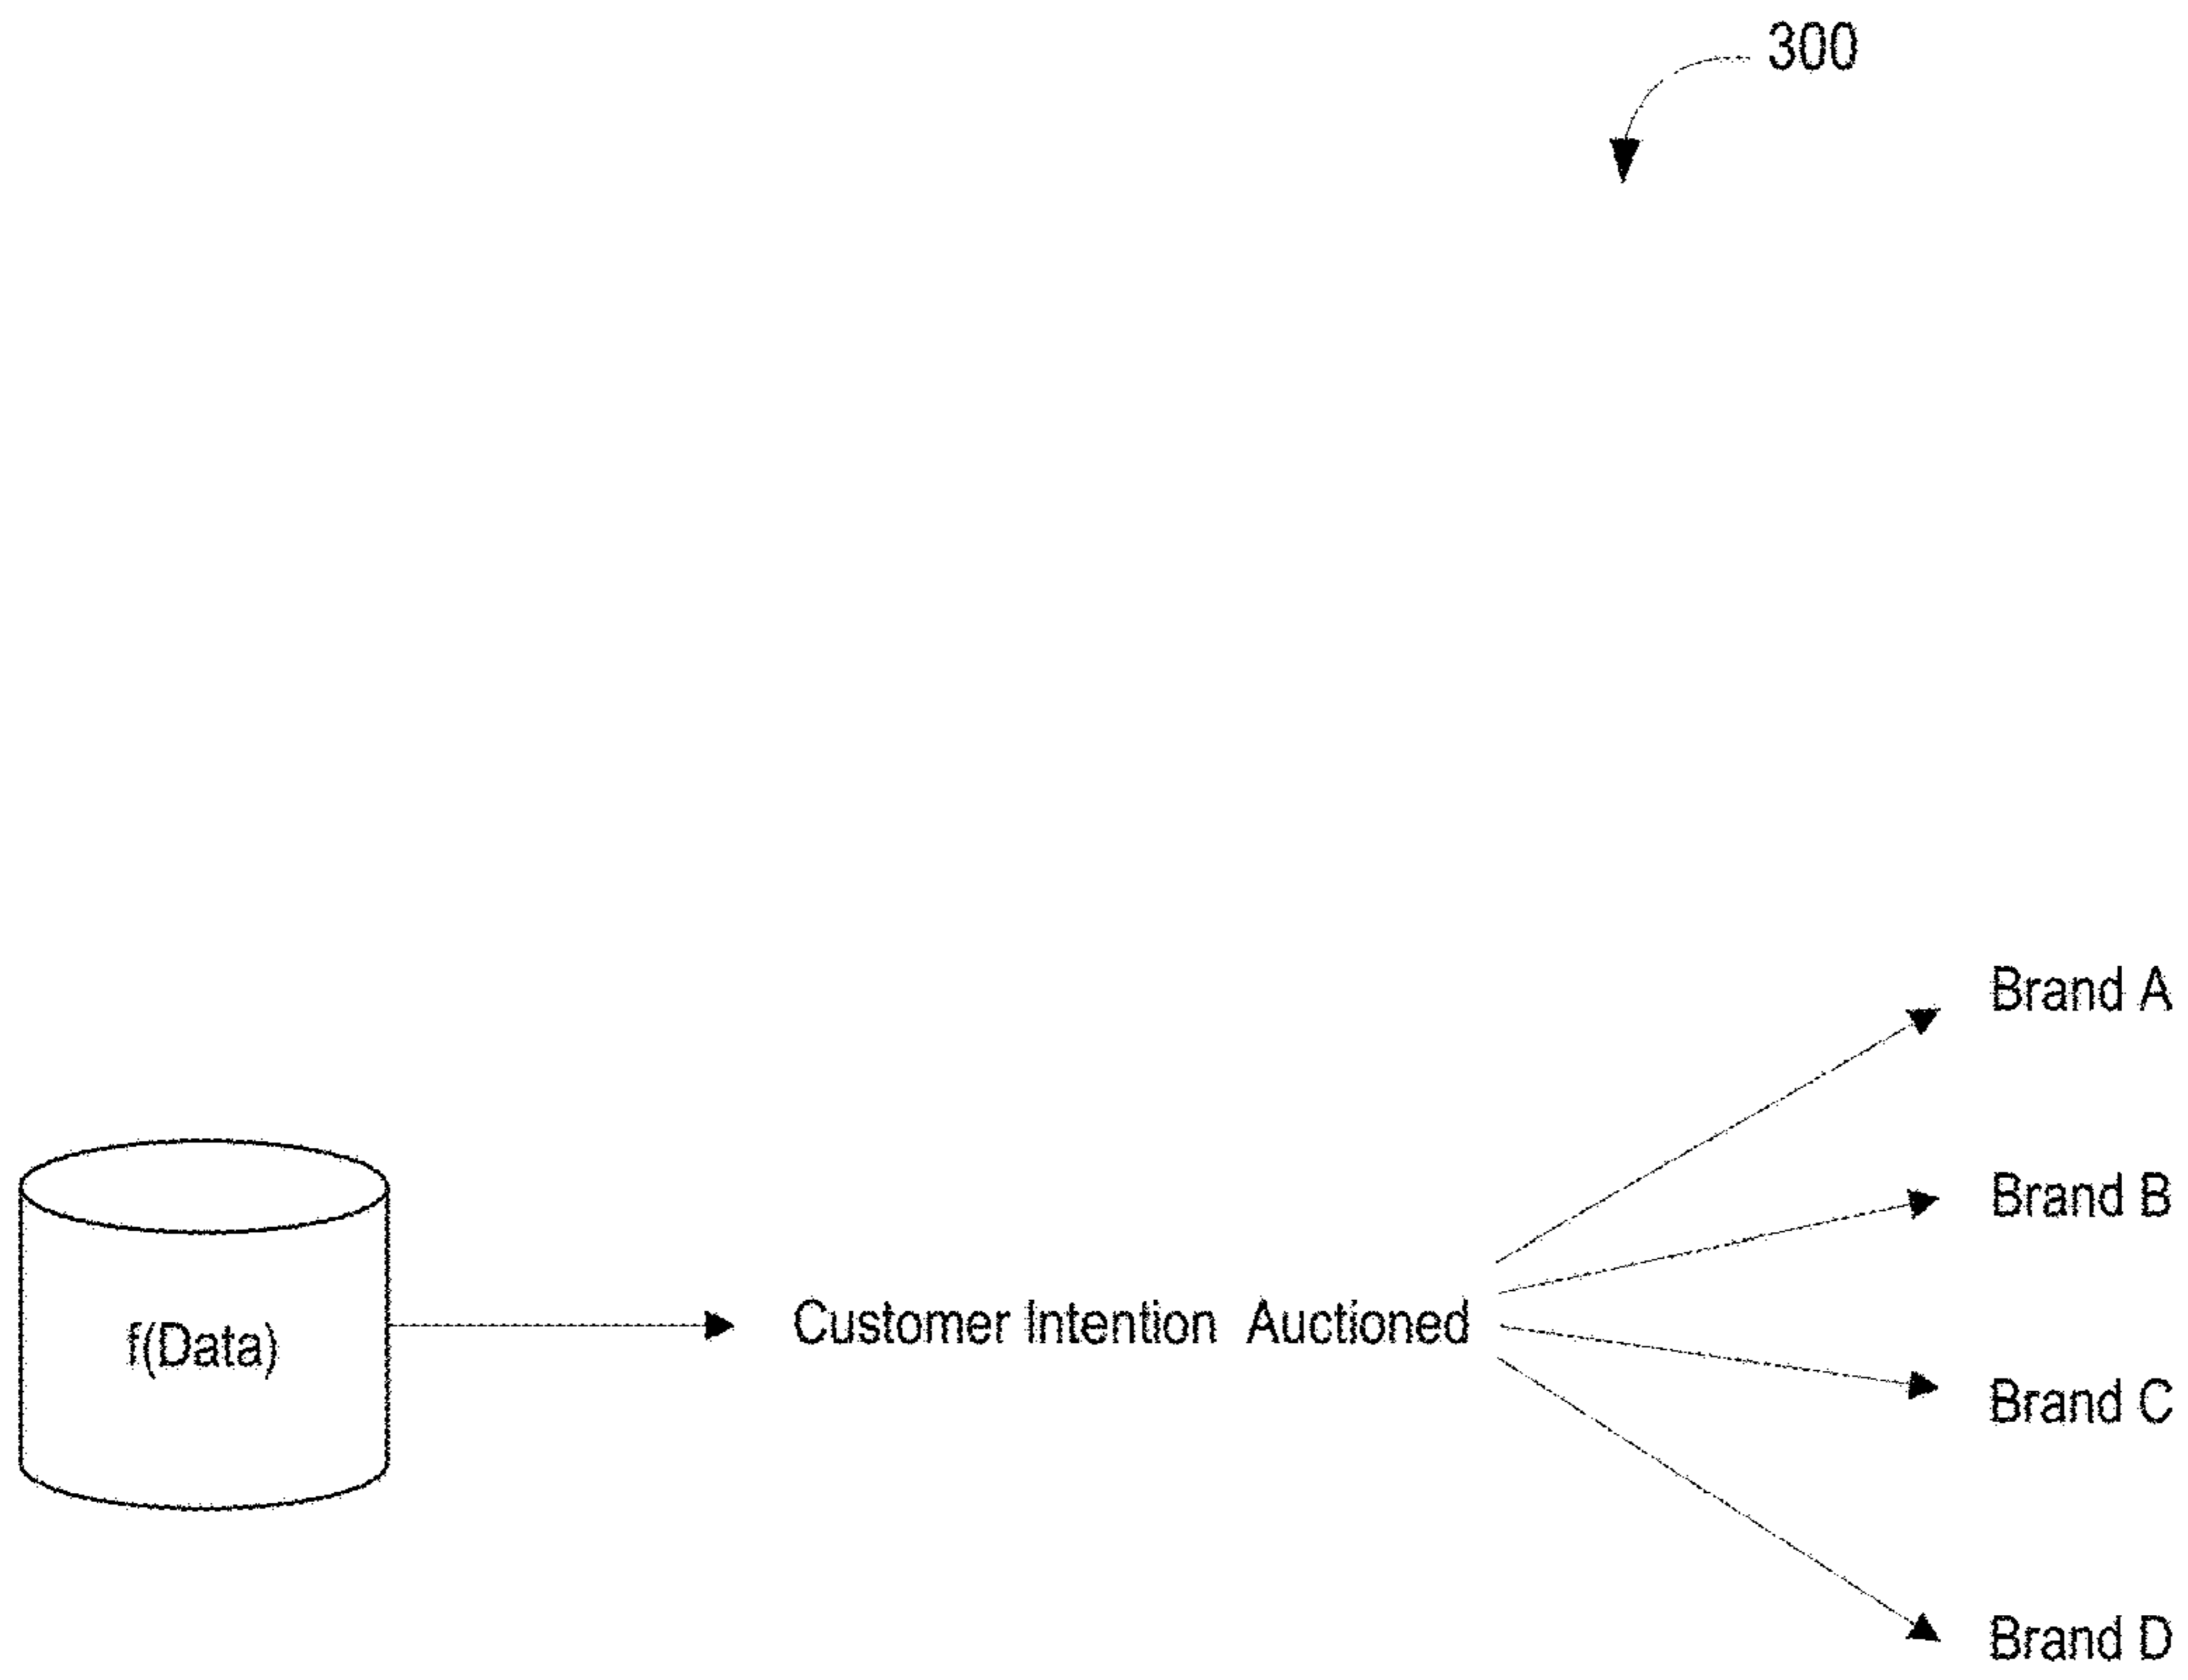 300
Brand A
Brand B
f(Data)
Customer Intention Auctioned
Brand C
Brand D